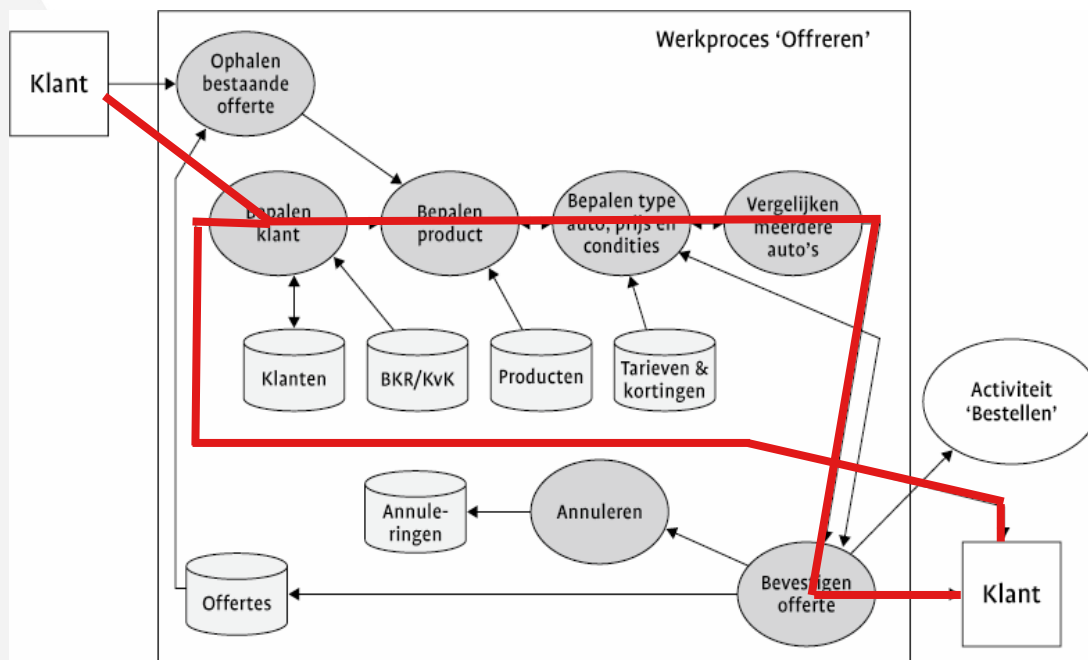 Werkproces ‘Offreren’
Klant
Ophalen
bestaande
offerte
Bepalen
klant
Bepalen
product
Bepalen type
auto, prijs en
condities
Vergelijken
meerdere
auto’s
Klanten
BKR/KvK
Producten
Tarieven &
kortingen
Activiteit
‘Bestellen’
Annule-
ringen
Annuleren
Offertes
Bevestigen
offerte
Klant